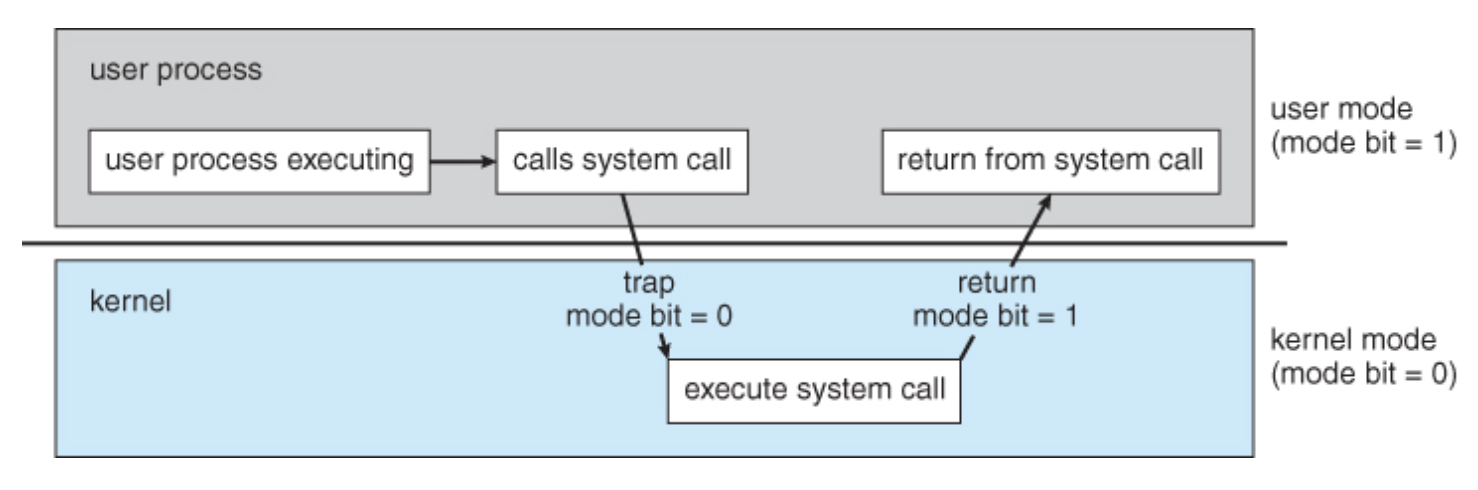 user process
user process executing
calls system call
return from system call
user mode
(mode bit = 1)
kernel
trap
mode bit = 0
return
mode bit = 1
execute system call
kernel mode
(mode bit = 0)